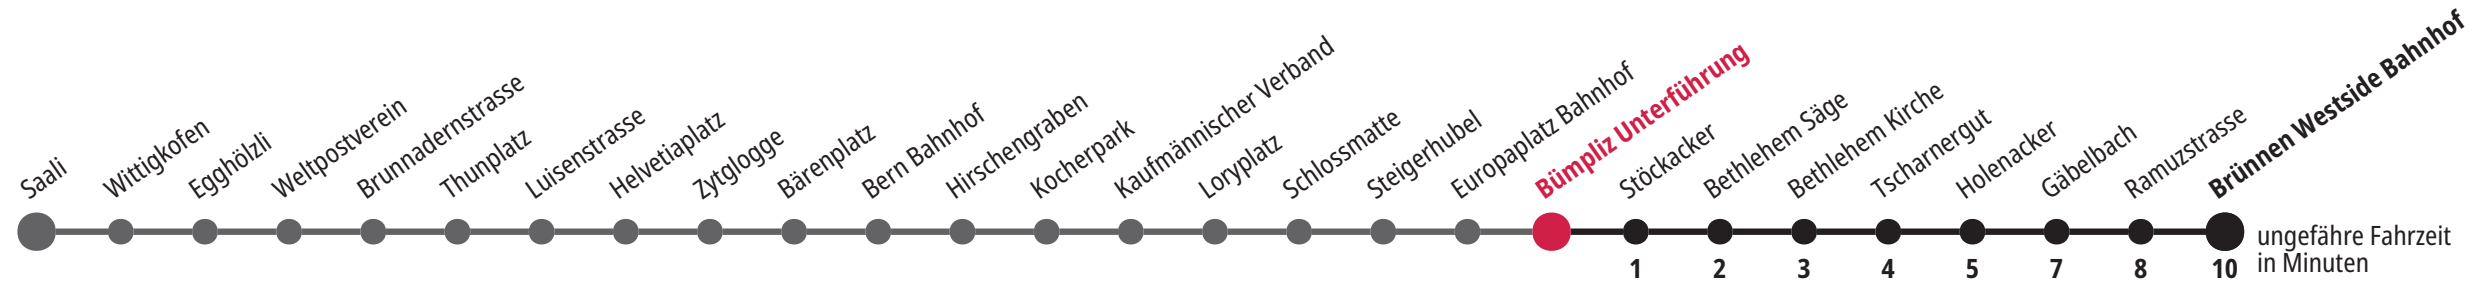 Saali
Wittigkofen
Egghölzli
Weltpostverein
Brunnadernstrasse
Thunplatz
Luisenstrasse
Helvetiaplatz
Zytglogge
Bärenplatz
Bern Bahnhof
Hirschengraben
Kocherpark
Kaufmännischer Verband
Loryplatz
Schlossmatte
Steigerhubel
Europaplatz Bahnhof
Bümpliz Unterführung
Stöckacker
Bethlehem Säge
Bethlehem Kirche
Tscharnergut
Holenacker
Gäbelbach
Ramuzstrasse
Brünnen Westside Bahnhof
1 2 3 4 5 7 8 10
ungefähre Fahrzeit
in Minuten